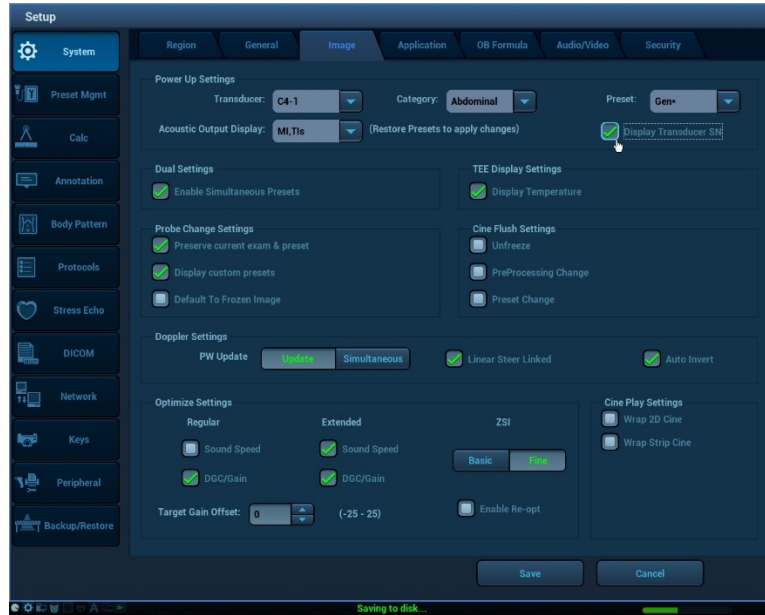 Setup
System
Region General Image Application OB Formula Audio/Video Security
Power Up Settings
Transducer: C4-1 Category: Abdominal Preset: Gen*
Acoustic Output Display: MI,TIs (Restore Presets to apply changes) Display Transducer SN
Preset Mgmt
Calc
Annotation
Body Pattern
Protocols
Stress Echo
DICOM
Network
Keys
Peripheral
Backup/Restore
Dual Settings
Enable Simultaneous Presets
TEE Display Settings
Display Temperature
Probe Change Settings
Preserve current exam & preset
Display custom presets
Default To Frozen Image
Cine Flush Settings
Unfreeze
PreProcessing Change
Preset Change
Doppler Settings
PW Update Update Simultaneous Linear Steer Linked Auto Invert
Optimize Settings
Regular Extended ZSI
Sound Speed Sound Speed
Basic Fine
DGC/Gain DGC/Gain
Target Gain Offset: 0 (-25 - 25) Enable Re-opt
Cine Play Settings
Wrap 2D Cine
Wrap Strip Cine
Save Cancel
Saving to disk...